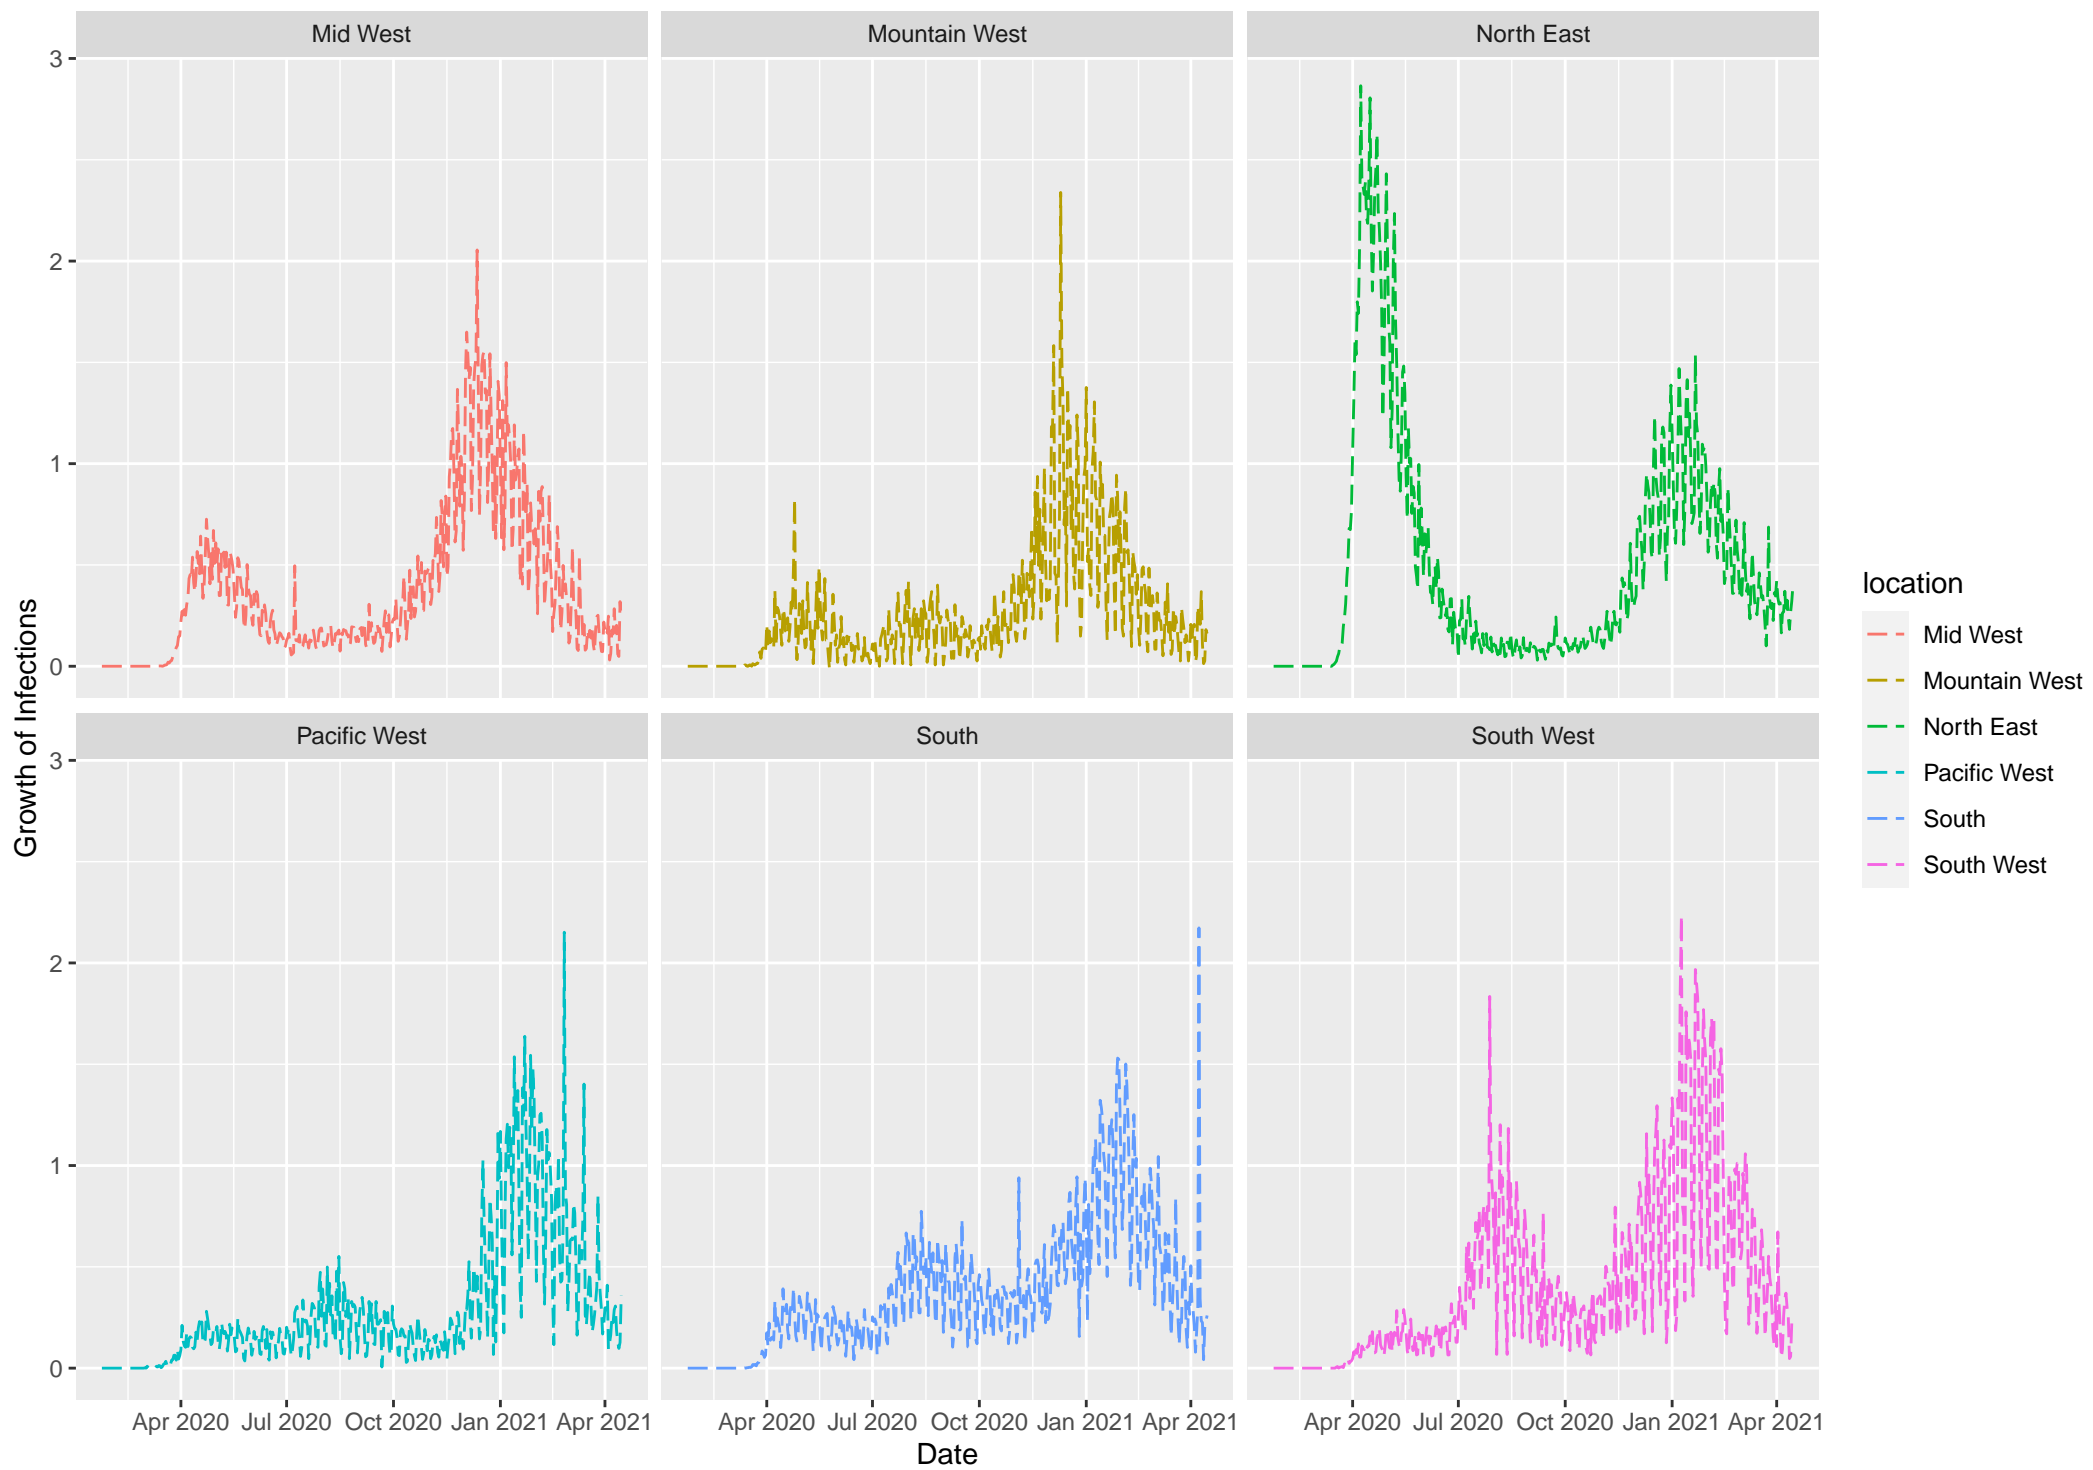 Mid West
Mountain West
North East
3
2
1
0
Pacific West
South
South West
3
2
1
0
Apr 2020 Jul 2020 Oct 2020 Jan 2021 Apr 2021
Apr 2020 Jul 2020 Oct 2020 Jan 2021 Apr 2021
Apr 2020 Jul 2020 Oct 2020 Jan 2021 Apr 2021
Date
Growth of Infections
location
Mid West
Mountain West
North East
Pacific West
South
South West